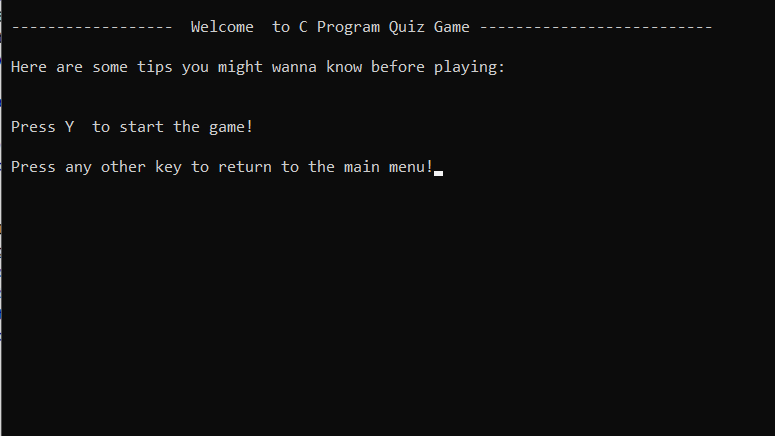 ------------------  Welcome  to C Program Quiz Game --------------------------
Here are some tips you might wanna know before playing:
Press Y  to start the game!
Press any other key to return to the main menu!